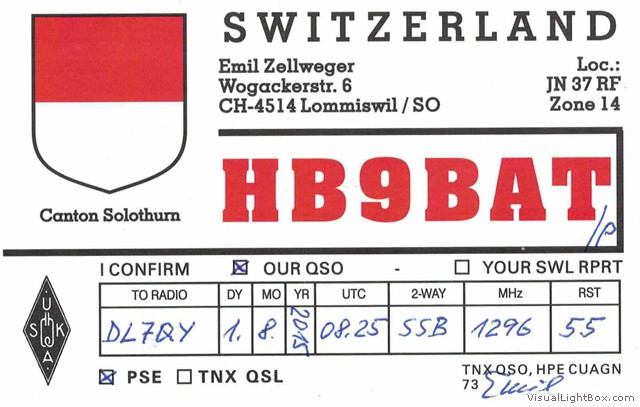 SWITZERLAND
Emil Zellweger Loc.:
Wogackerstr. 6 JN 37 RF
CH-4514 Lommiswil / SO Zone 14
HB9BAT /p
Canton Solothurn
I CONFIRM ☒ OUR QSO - ☐ YOUR SWL RPRT
TO RADIO DY MO YR UTC 2-WAY MHz RST
DL7QY 1. 8. 2015 08.25 SSB 1296 55
USKA
☒ PSE ☐ TNX QSL TNX QSO, HPE CUAGN
73 Emil
VisualLightBox.com